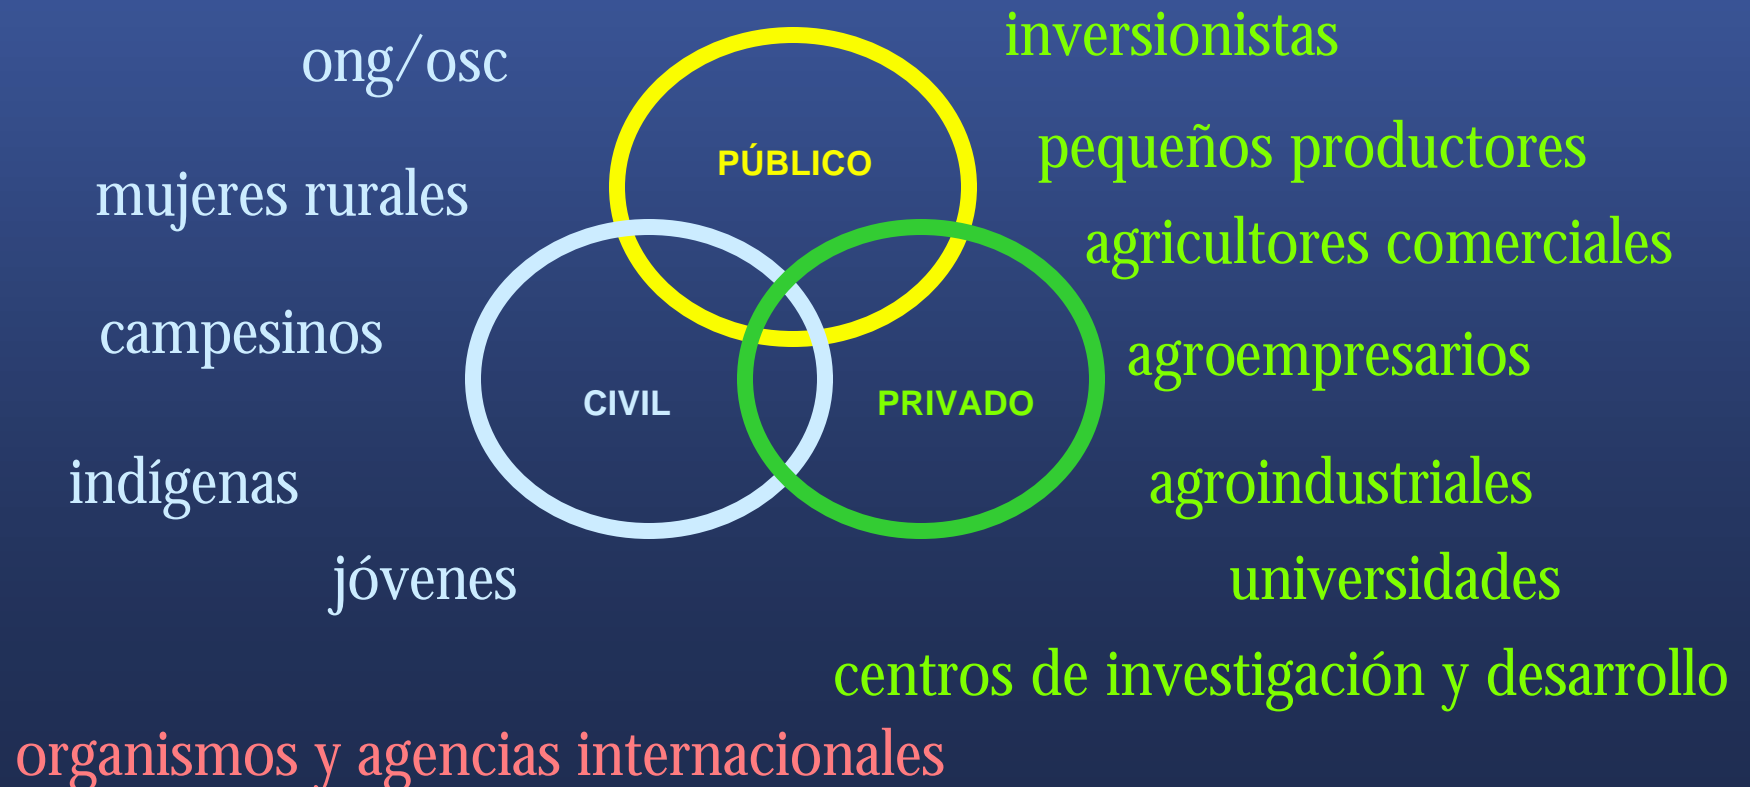 inversionistas
ong/osc
PÚBLICO
pequeños productores
mujeres rurales
agricultores comerciales
campesinos
agroempresarios
CIVIL
PRIVADO
indígenas
agroindustriales
jóvenes
universidades
centros de investigación y desarrollo
organismos y agencias internacionales